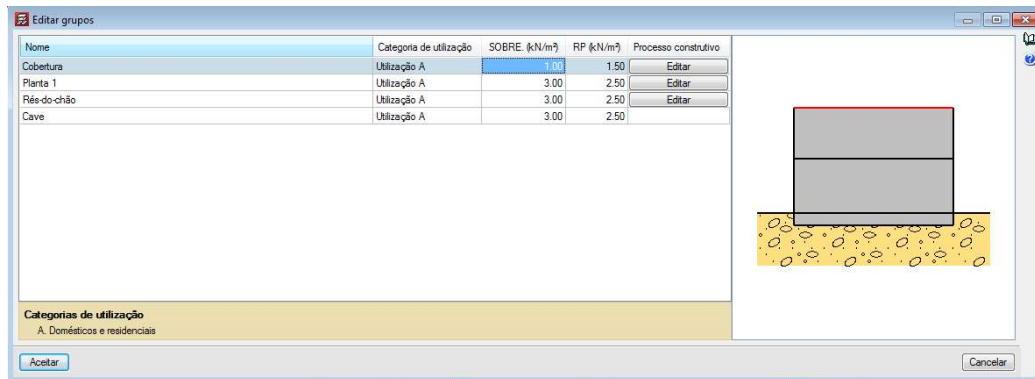 Editar grupos
Nome Categoria de utilização SOBRE. (kN/m²) RP (kN/m²) Processo construtivo
Cobertura Utilização A 1.00 1.50 Editar
Planta 1 Utilização A 3.00 2.50 Editar
Rés-do-chão Utilização A 3.00 2.50 Editar
Cave Utilização A 3.00 2.50
Categorias de utilização
A. Domésticos e residenciais
Aceitar Cancelar